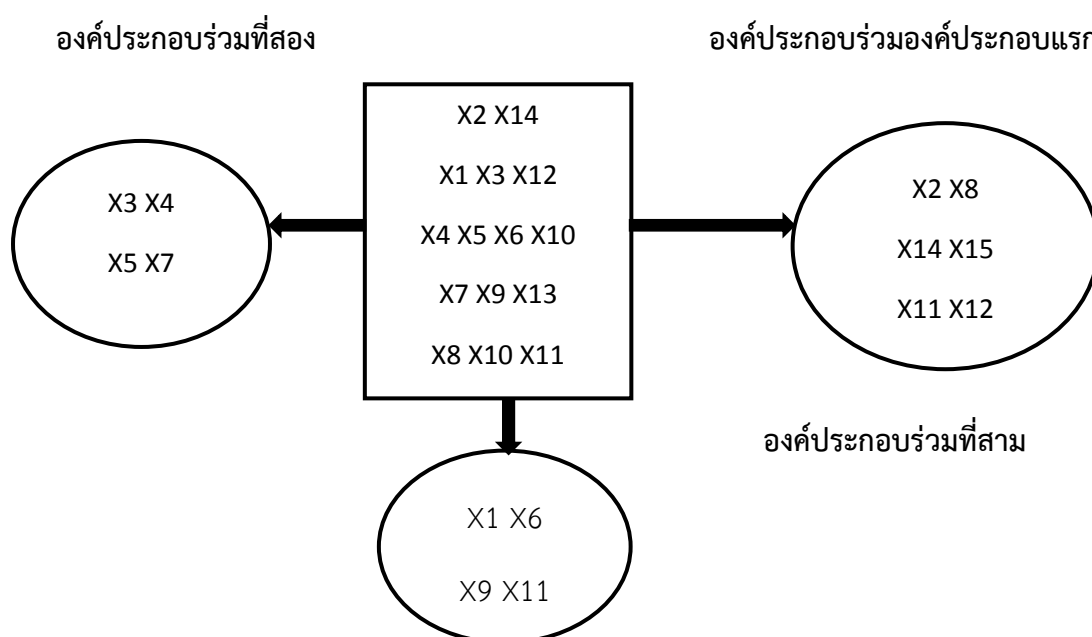 องค์ประกอบร่วมที่สอง
องค์ประกอบร่วมองค์ประกอบแรก
X2 X14
X1 X3 X12
X4 X5 X6 X10
X7 X9 X13
X8 X10 X11
X3 X4
X5 X7
X2 X8
X14 X15
X11 X12
องค์ประกอบร่วมที่สาม
X1 X6
X9 X11